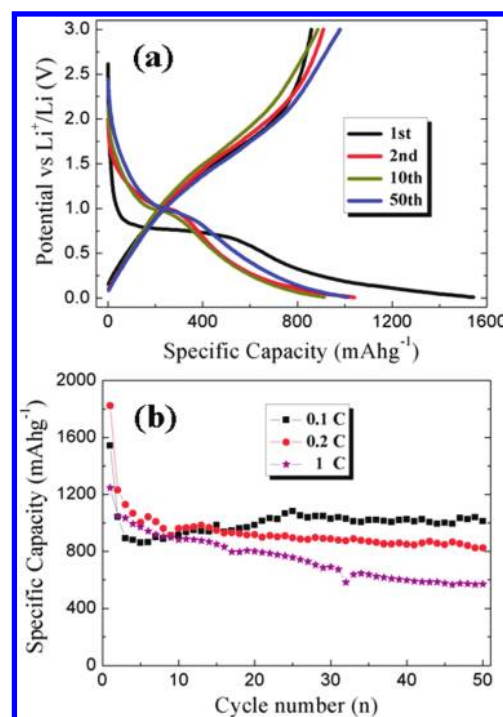 (a)
3.0
2.5
2.0
1.5
1.0
0.5
0.0
Potential vs Li⁺/Li (V)
1st
2nd
10th
50th
0 400 800 1200 1600
Specific Capacity (mAhg⁻¹)
(b)
2000
1600
1200
800
400
0
Specific Capacity (mAhg⁻¹)
0.1 C
0.2 C
1 C
0 10 20 30 40 50
Cycle number (n)